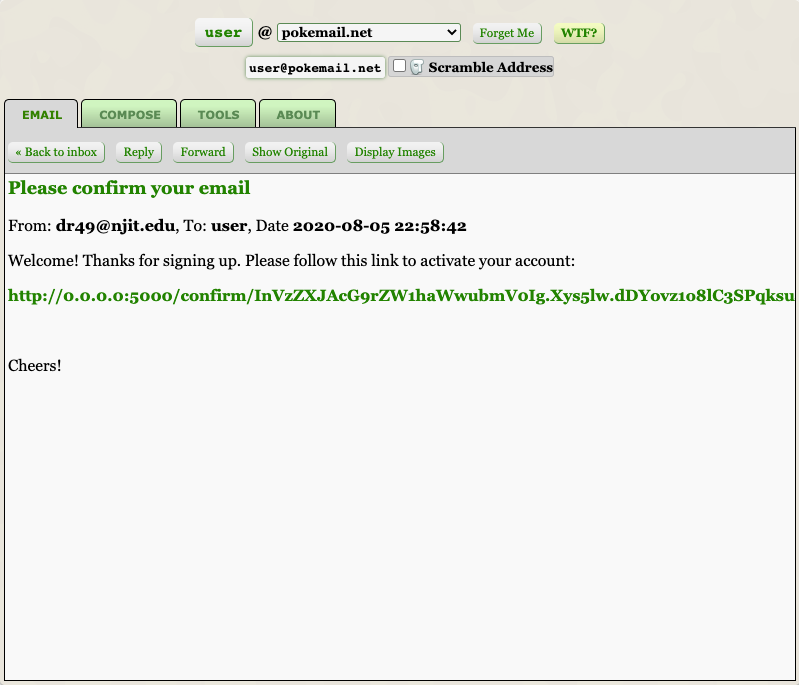 user @ pokemail.net Forget Me WTF?
user@pokemail.net Scramble Address
EMAIL COMPOSE TOOLS ABOUT
« Back to inbox Reply Forward Show Original Display Images
Please confirm your email
From: dr49@njit.edu, To: user, Date 2020-08-05 22:58:42
Welcome! Thanks for signing up. Please follow this link to activate your account:
http://0.0.0.0:5000/confirm/InVzZXJAcG9rZW1haWwubmV0Ig.Xys5lw.dDYovz1o8lC3SPqksu
Cheers!